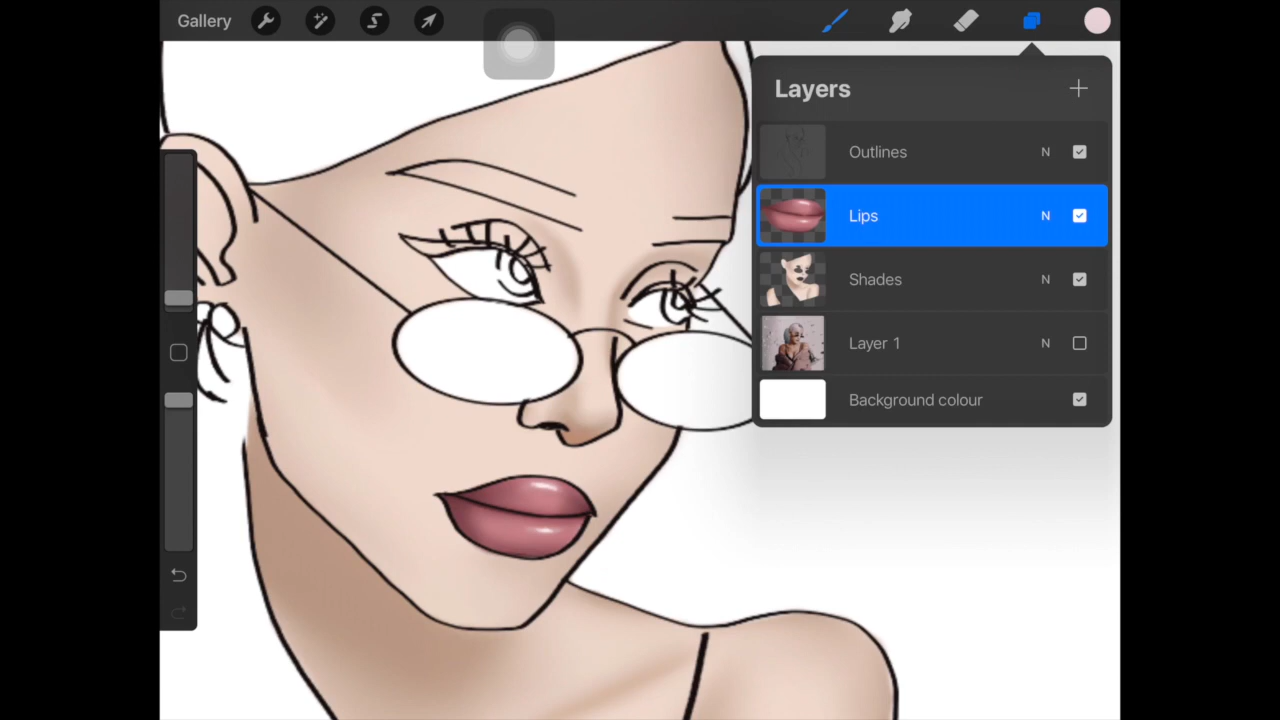 Gallery
Layers
Outlines N
Lips N
Shades N
Layer 1 N
Background colour